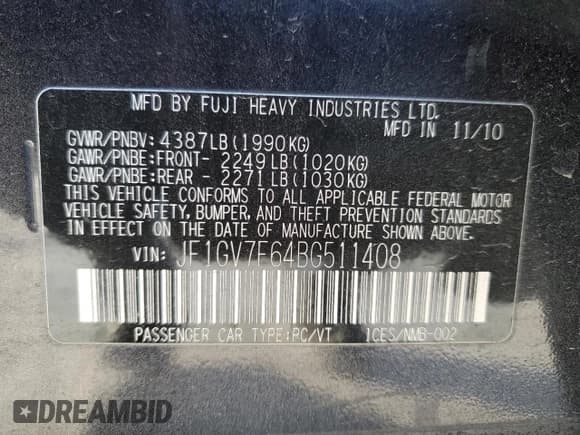 MFD BY FUJI HEAVY INDUSTRIES LTD.
MFD IN 11/10
GVWR/PNBV: 4387LB(1990KG)
GAWR/PNBE:FRONT- 2249LB(1020KG)
GAWR/PNBE:REAR - 2271LB(1030KG)
THIS VEHICLE CONFORMS TO ALL APPLICABLE FEDERAL MOTOR
VEHICLE SAFETY, BUMPER, AND THEFT PREVENTION STANDARDS
IN EFFECT ON THE DATE OF MANUFACTURE SHOWN ABOVE.
VIN: JF1GV7F64BG511408
PASSENGER CAR TYPE:PC/VT ICES/NMB-002
DREAMBID